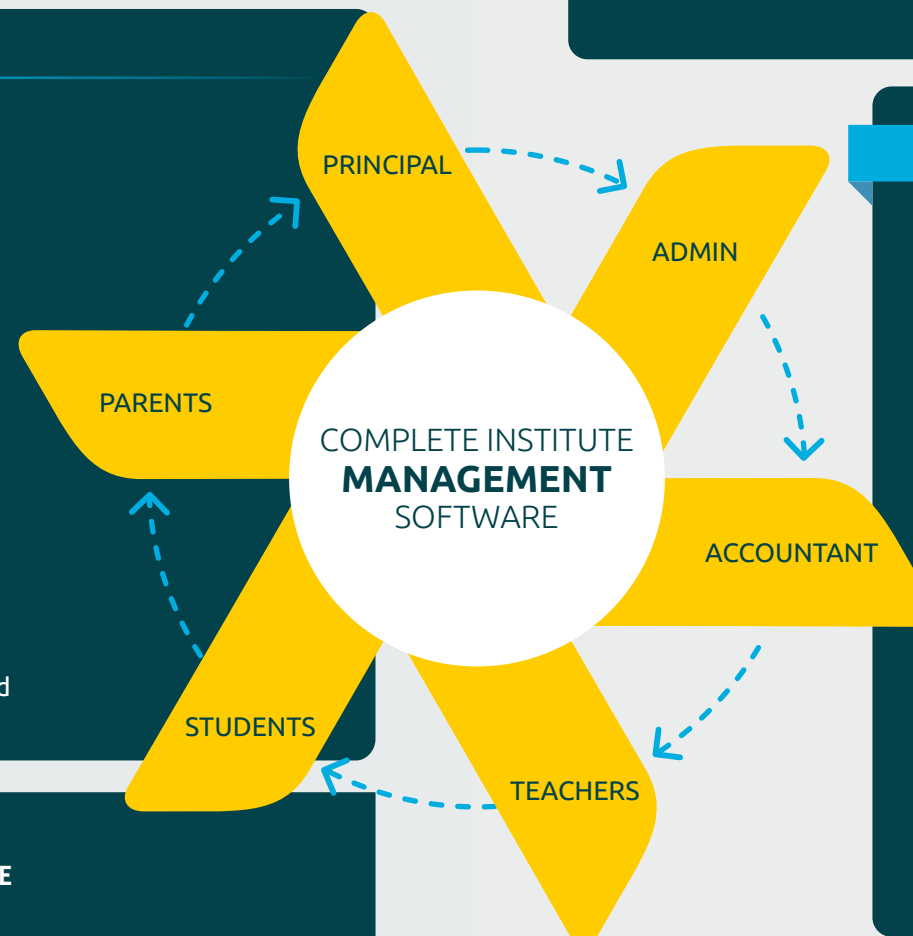 PRINCIPAL
ADMIN
PARENTS
COMPLETE INSTITUTE
MANAGEMENT
SOFTWARE
ACCOUNTANT
d
STUDENTS
TEACHERS
E